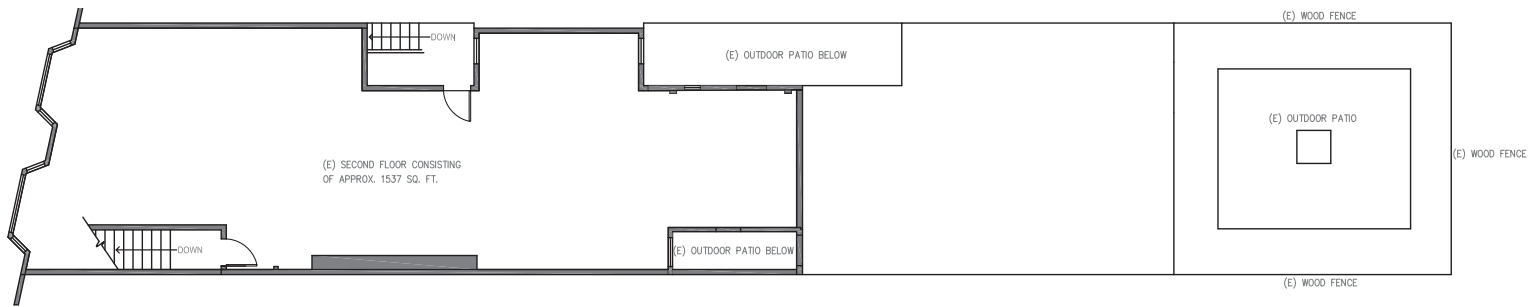 (E) WOOD FENCE
DOWN
(E) OUTDOOR PATIO BELOW
(E) OUTDOOR PATIO
(E) WOOD FENCE
(E) SECOND FLOOR CONSISTING
OF APPROX. 1537 SQ. FT.
DOWN
(E) OUTDOOR PATIO BELOW
(E) WOOD FENCE